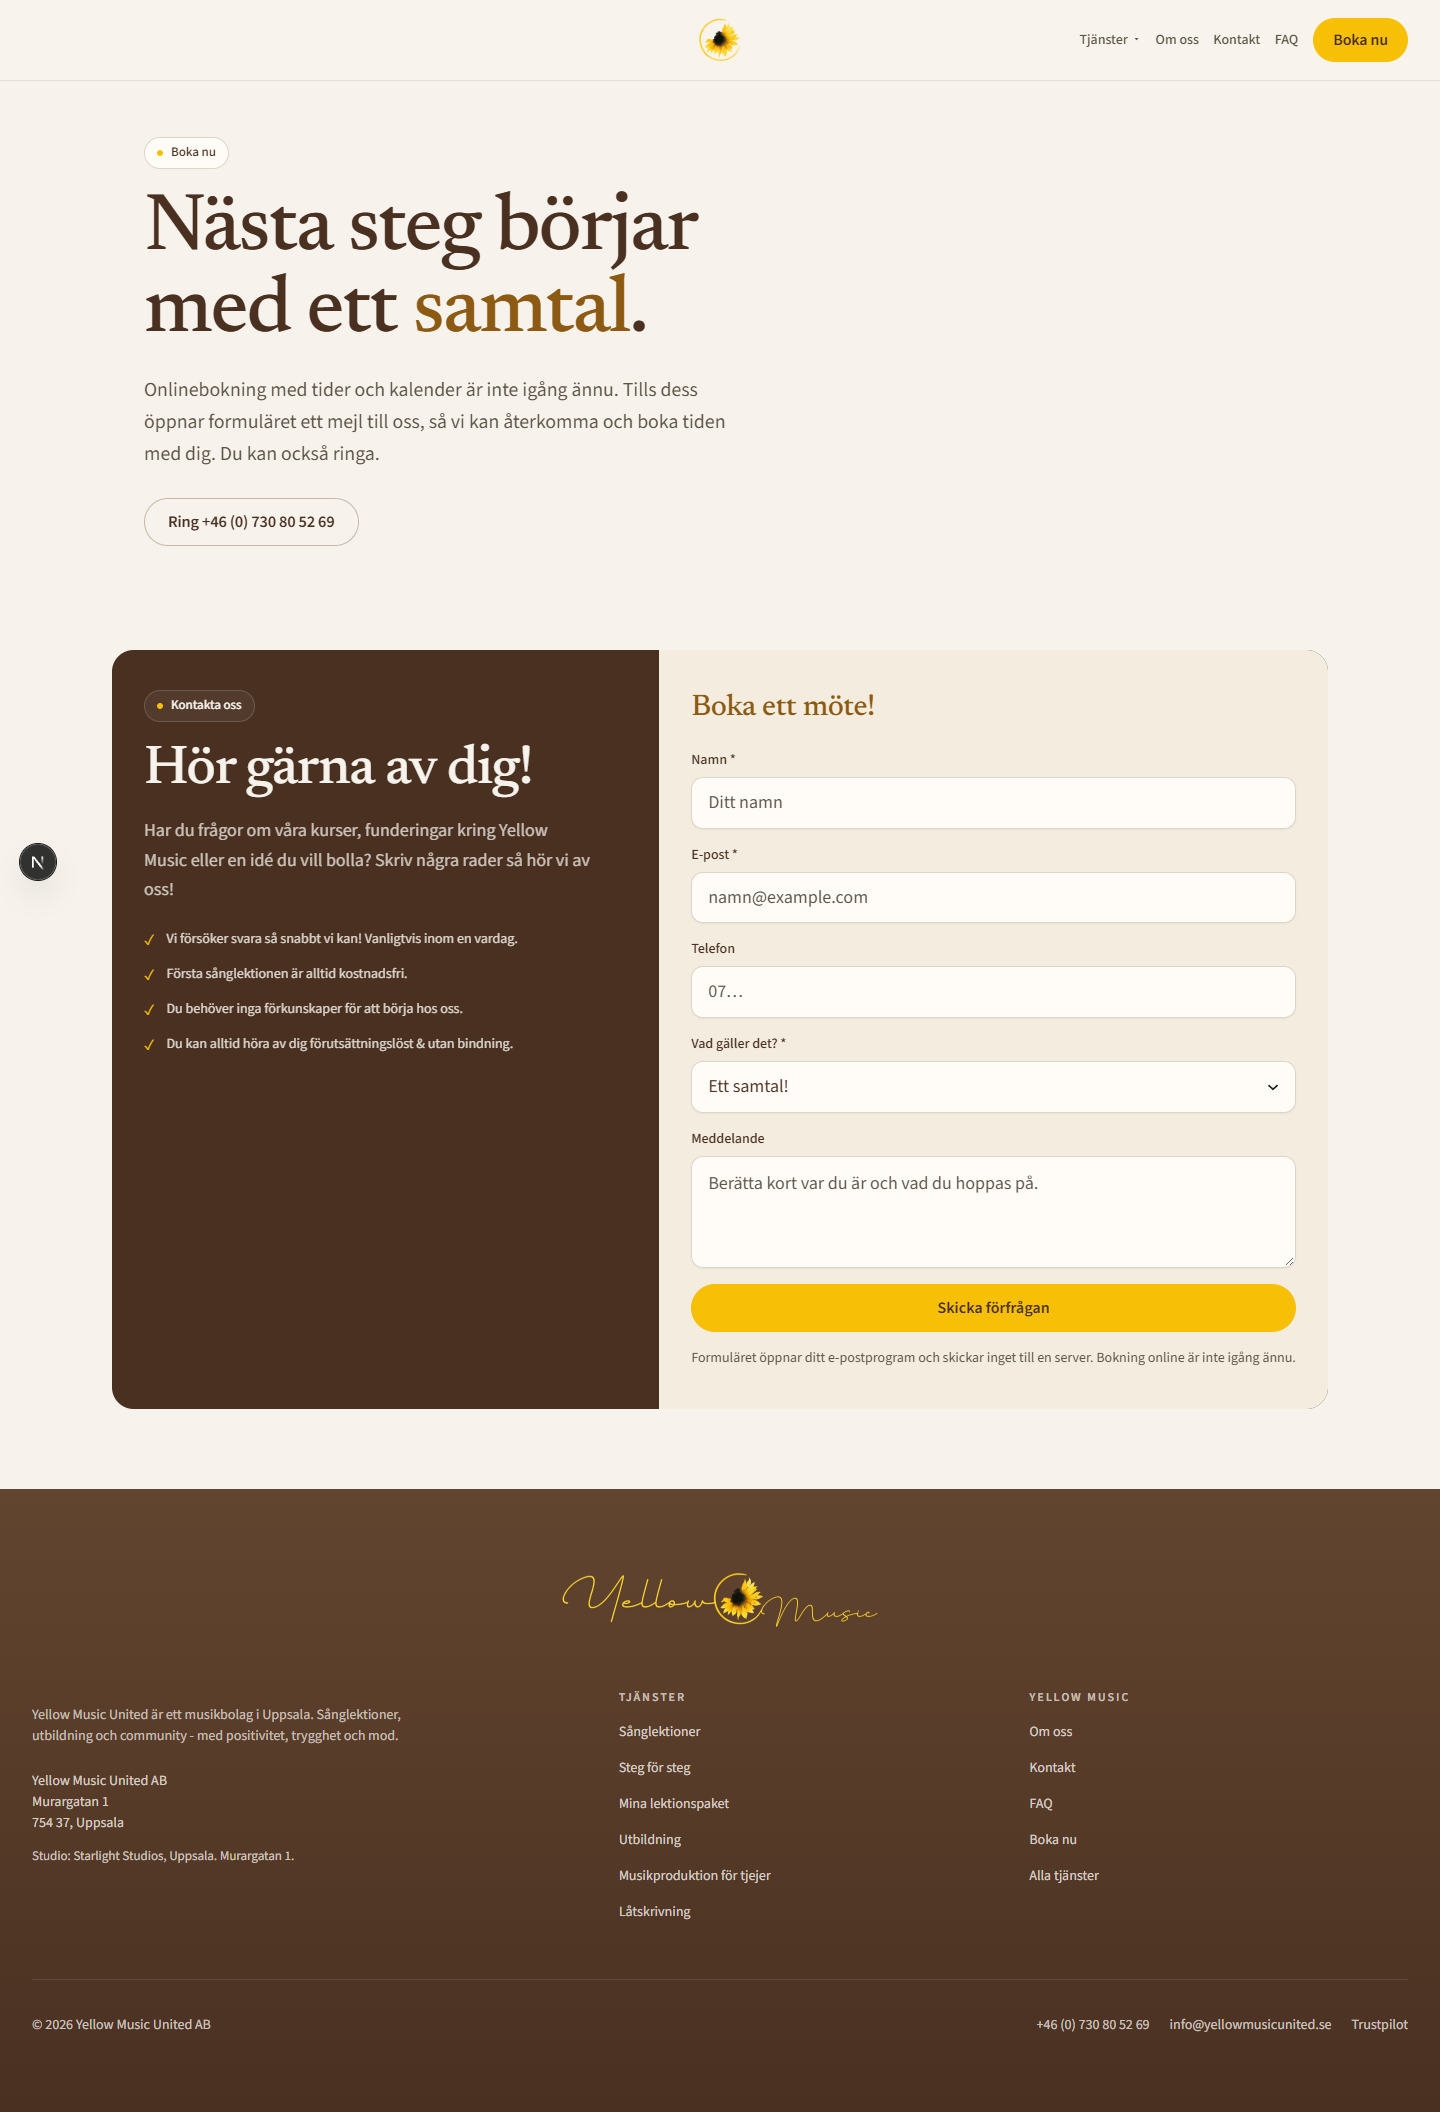 Tjänster
Om oss
Kontakt
FAQ
Boka nu
Boka nu
Nästa steg börjar
med ett samtal.
Onlinebokning med tider och kalender är inte igång ännu. Tills dess
öppnar formuläret ett mejl till oss, så vi kan återkomma och boka tiden
med dig. Du kan också ringa.
Ring +46 (0) 730 80 52 69
Kontakta oss
Hör gärna av dig!
Har du frågor om våra kurser, funderingar kring Yellow
Music eller en idé du vill bolla? Skriv några rader så hör vi av
oss!
✓ Vi försöker svara så snabbt vi kan! Vanligtvis inom en vardag.
✓ Första sånglektionen är alltid kostnadsfri.
✓ Du behöver inga förkunskaper för att börja hos oss.
✓ Du kan alltid höra av dig förutsättningslöst & utan bindning.
Boka ett möte!
Namn *
Ditt namn
E-post *
namn@example.com
Telefon
07…
Vad gäller det? *
Ett samtal!
Meddelande
Berätta kort var du är och vad du hoppas på.
Skicka förfrågan
Formuläret öppnar ditt e-postprogram och skickar inget till en server. Bokning online är inte igång ännu.
N
Yellow Music
Yellow Music United är ett musikbolag i Uppsala. Sånglektioner,
utbildning och community - med positivitet, trygghet och mod.
Yellow Music United AB
Murargatan 1
754 37, Uppsala
Studio: Starlight Studios, Uppsala. Murargatan 1.
TJÄNSTER
Sånglektioner
Steg för steg
Mina lektionspaket
Utbildning
Musikproduktion för tjejer
Låtskrivning
YELLOW MUSIC
Om oss
Kontakt
FAQ
Boka nu
Alla tjänster
© 2026 Yellow Music United AB
+46 (0) 730 80 52 69
info@yellowmusicunited.se
Trustpilot